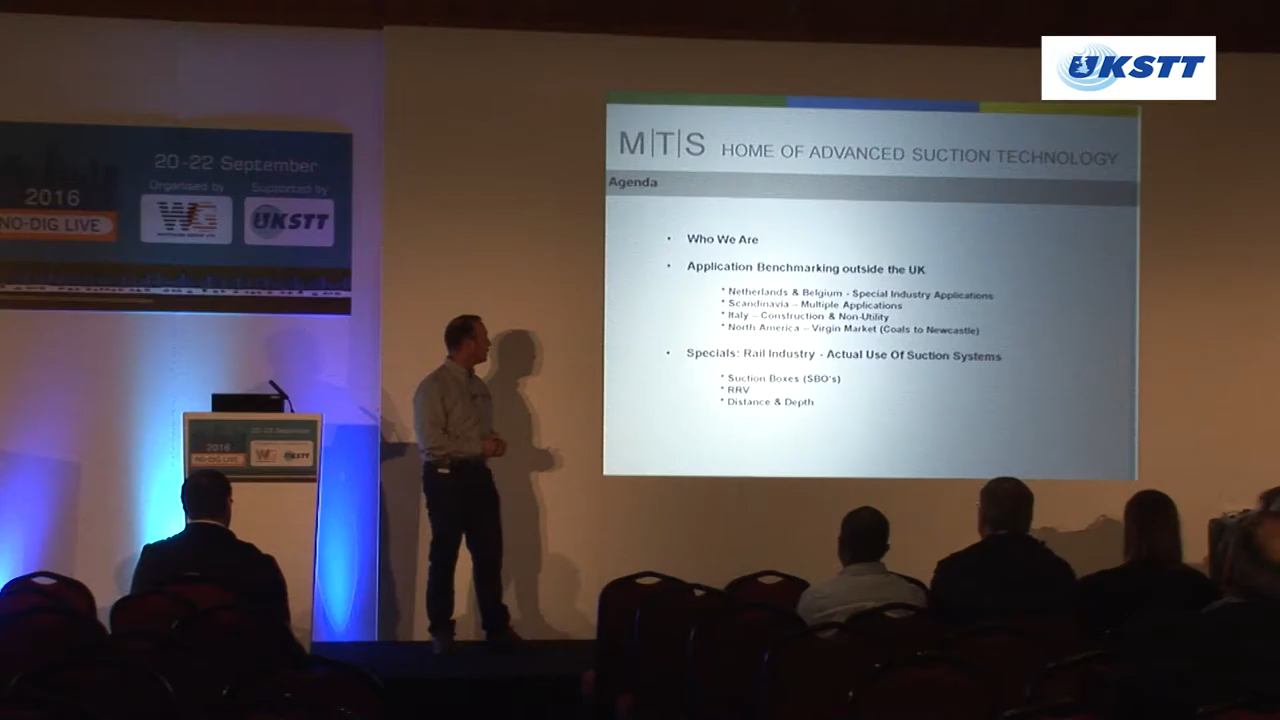 UKSTT
20-22 September
Organised by
Supported by
2016
NO-DIG LIVE
WG
UKSTT
M|T|S HOME OF ADVANCED SUCTION TECHNOLOGY
Agenda
• Who We Are
• Application Benchmarking outside the UK
* Netherlands & Belgium - Special Industry Applications
* Scandinavia – Multiple Applications
* Italy – Construction & Non-Utility
* North America – Virgin Market (Coals to Newcastle)
• Specials: Rail Industry - Actual Use Of Suction Systems
* Suction Boxes (SBO's)
* RRV
* Distance & Depth
20-22 September
2016
NO-DIG LIVE
WG
UKSTT